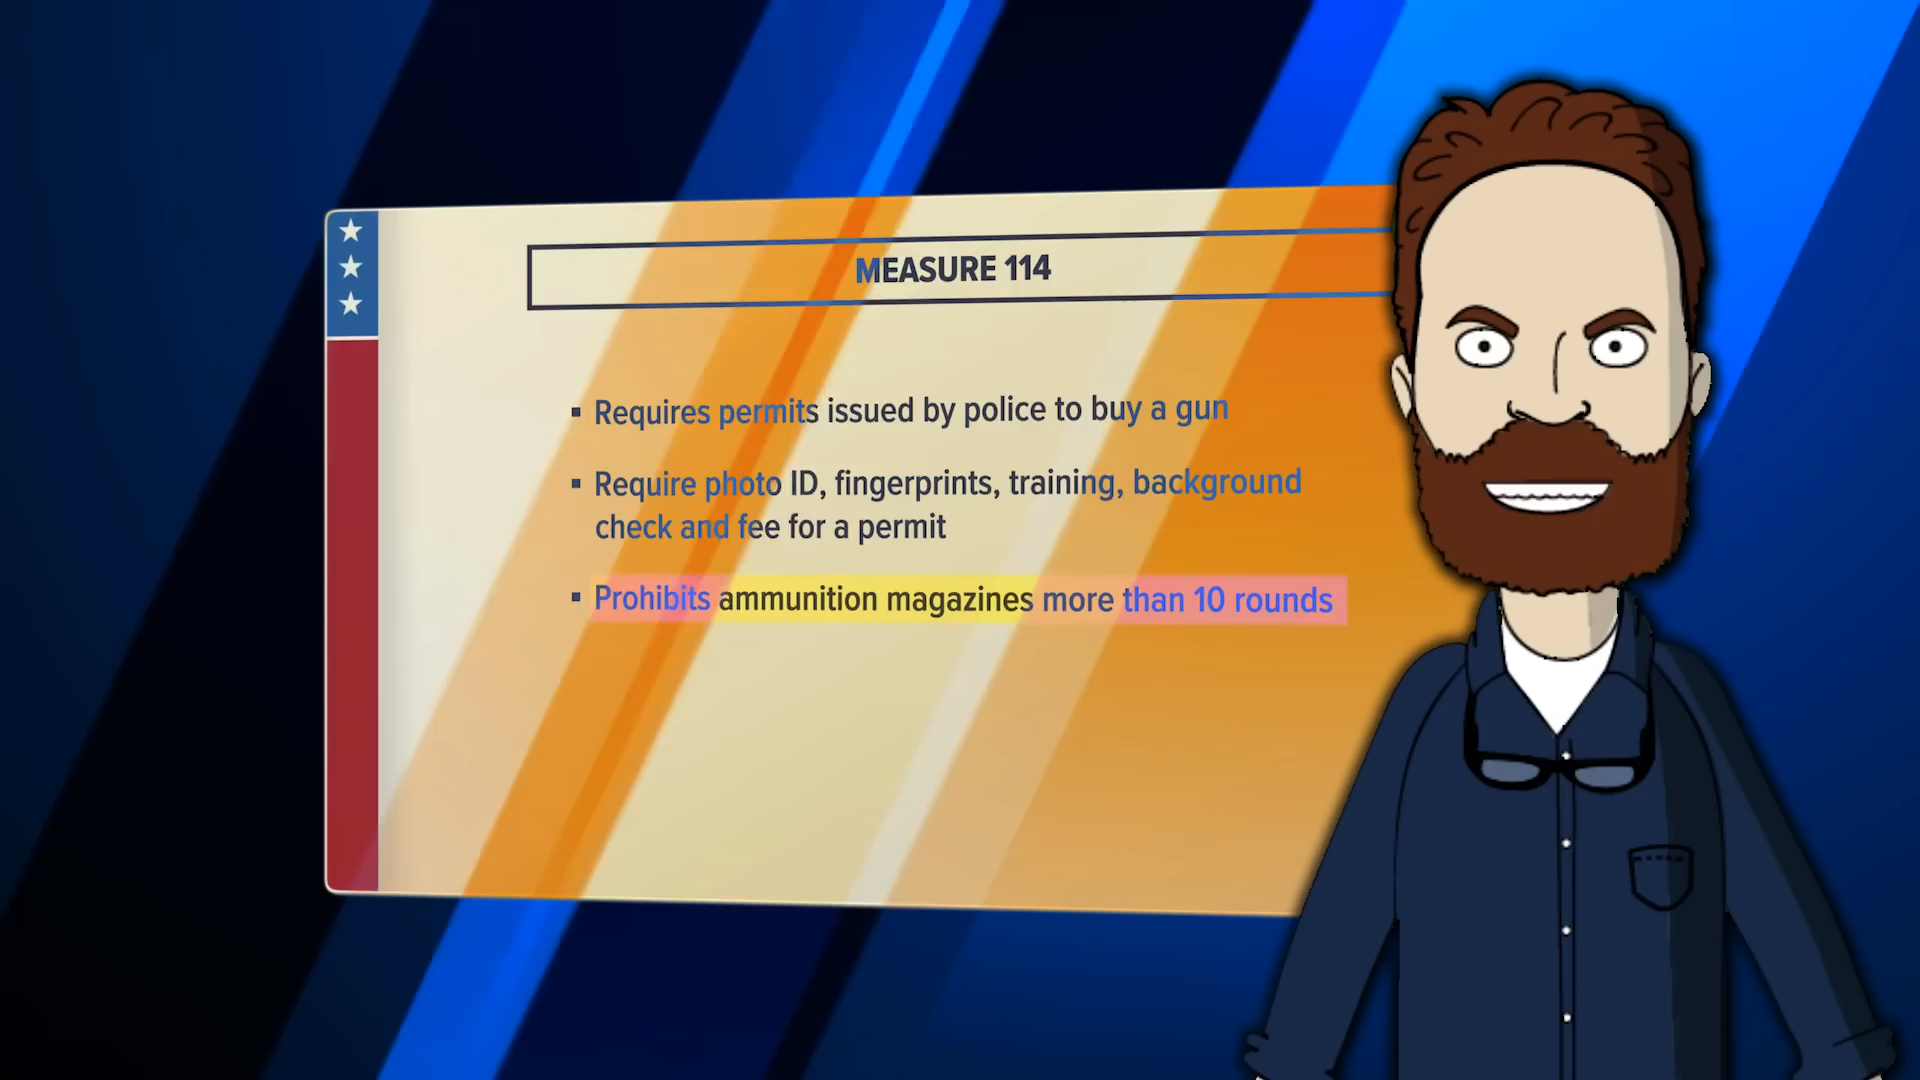 MEASURE 114
▪ Requires permits issued by police to buy a gun
▪ Require photo ID, fingerprints, training, background
check and fee for a permit
▪ Prohibits ammunition magazines more than 10 rounds